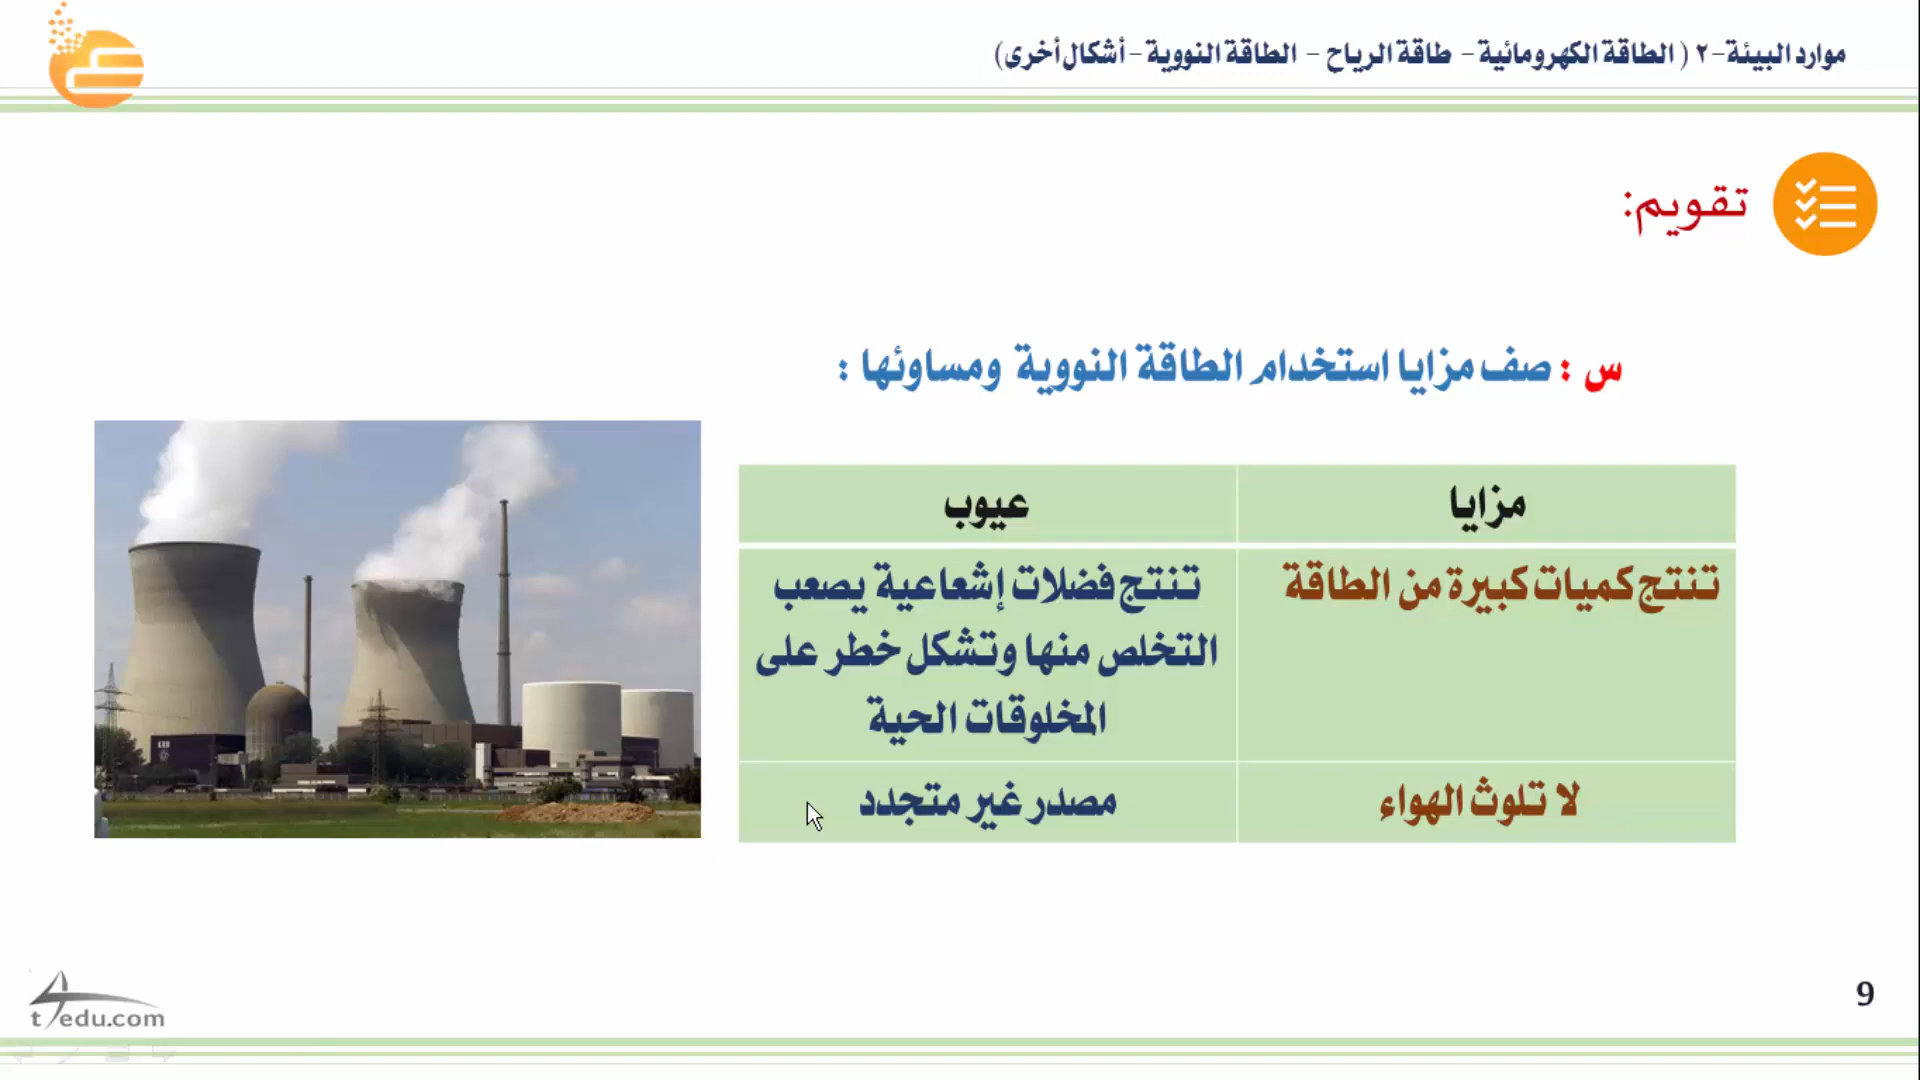 موارد البيئة-٢ ( الطاقة الكهرومائية - طاقة الرياح - الطاقة النووية - أشكال أخرى)
تقويم:
س : صف مزايا استخدام الطاقة النووية ومساوئها :
مزايا
عيوب
تنتج كميات كبيرة من الطاقة
تنتج فضلات إشعاعية يصعب
التخلص منها وتشكل خطر على
المخلوقات الحية
لا تلوث الهواء
مصدر غير متجدد
t4edu.com
9